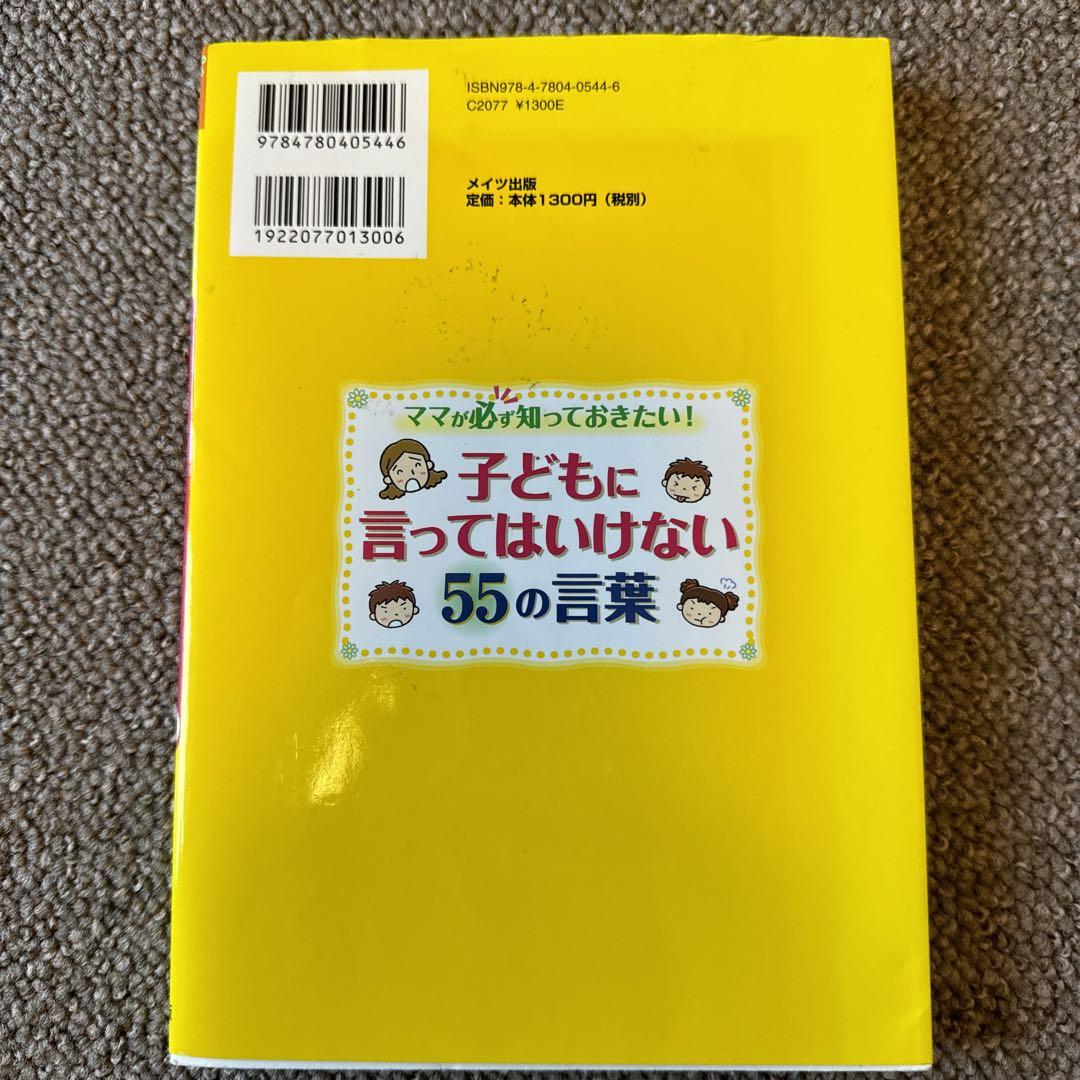 ISBN978-4-7804-0544-6
C2077 ¥1300E
9784780405446
メイツ出版
定価：本体1300円（税別）
1922077013006
ママが必ず知っておきたい！
子どもに
言ってはいけない
55の言葉